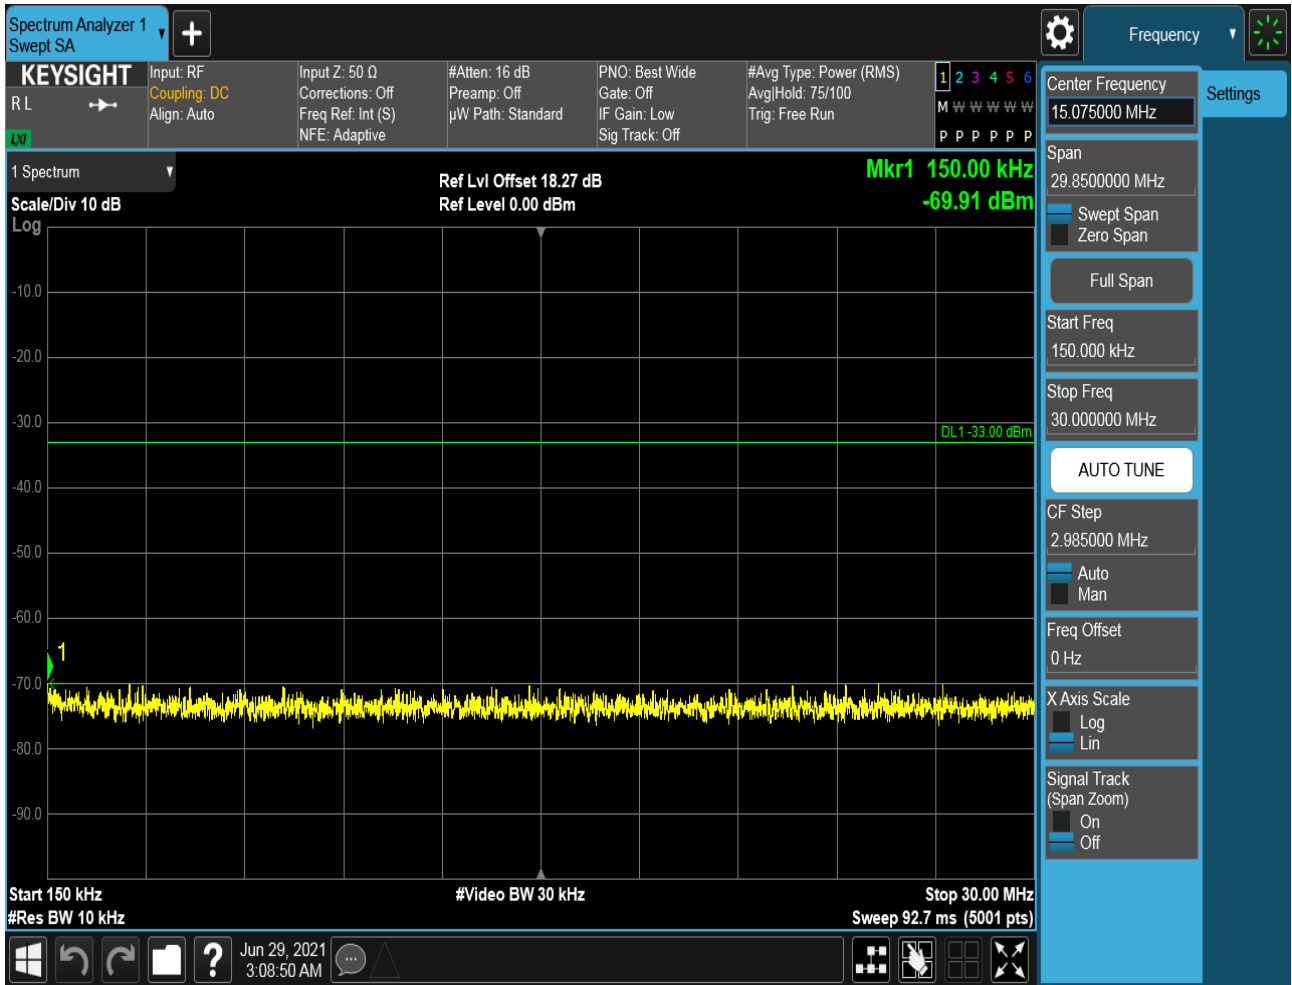 Spectrum Analyzer 1
Swept SA
+
Frequency
KEYSIGHT
R L
LXI
Input: RF
Coupling: DC
Align: Auto
Input Z: 50 Ω
Corrections: Off
Freq Ref: Int (S)
NFE: Adaptive
#Atten: 16 dB
Preamp: Off
µW Path: Standard
PNO: Best Wide
Gate: Off
IF Gain: Low
Sig Track: Off
#Avg Type: Power (RMS)
Avg|Hold: 75/100
Trig: Free Run
1 2 3 4 5 6
M W W W W W
P P P P P P
1 Spectrum
Scale/Div 10 dB
Log
Ref Lvl Offset 18.27 dB
Ref Level 0.00 dBm
Mkr1 150.00 kHz
-69.91 dBm
-10.0
-20.0
-30.0
DL1 -33.00 dBm
-40.0
-50.0
-60.0
1
-70.0
-80.0
-90.0
Start 150 kHz
#Res BW 10 kHz
#Video BW 30 kHz
Stop 30.00 MHz
Sweep 92.7 ms (5001 pts)
?
Jun 29, 2021
3:08:50 AM
Center Frequency
15.075000 MHz
Settings
Span
29.8500000 MHz
Swept Span
Zero Span
Full Span
Start Freq
150.000 kHz
Stop Freq
30.000000 MHz
AUTO TUNE
CF Step
2.985000 MHz
Auto
Man
Freq Offset
0 Hz
X Axis Scale
Log
Lin
Signal Track
(Span Zoom)
On
Off